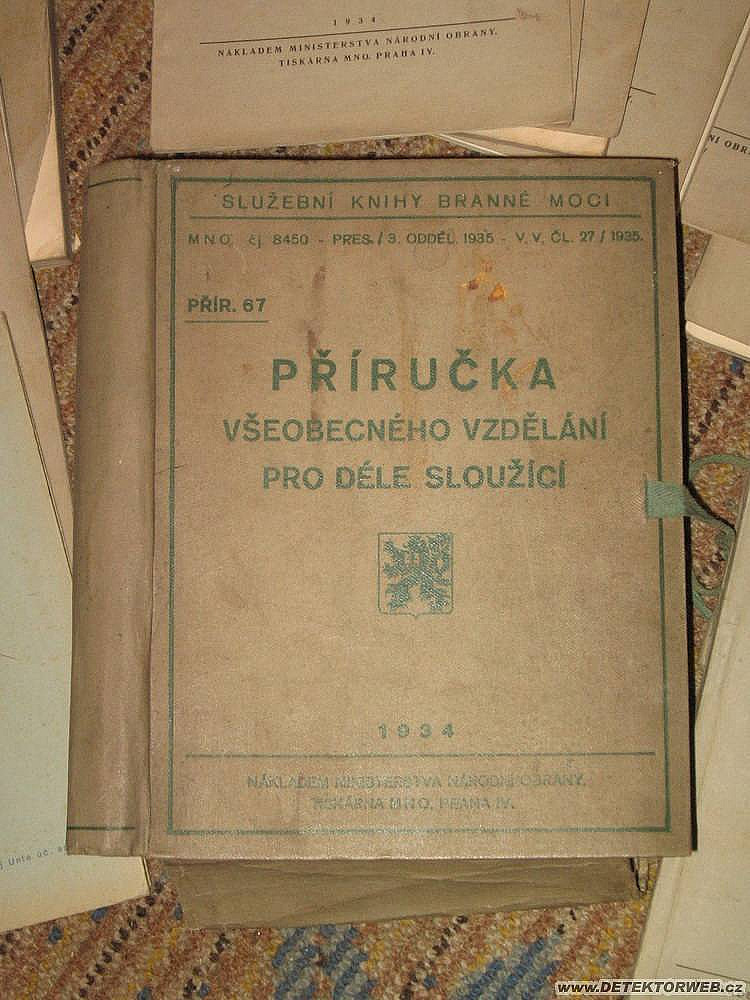 1934
NÁKLADEM MINISTERSTVA NÁRODNÍ OBRANY.
TISKÁRNA MNO. PRAHA IV.
SLUŽEBNÍ KNIHY BRANNÉ MOCI
MNO. čj 8450 - PRES. / 3. ODDĚL. 1935 - V. V. ČL. 27 / 1935.
PŘÍR. 67
PŘÍRUČKA
VŠEOBECNÉHO VZDĚLÁNÍ
PRO DÉLE SLOUŽÍCÍ
1934
NÁKLADEM MINISTERSTVA NÁRODNÍ OBRANY.
TISKÁRNA MNO. PRAHA IV.
www.DETEKTORWEB.cz